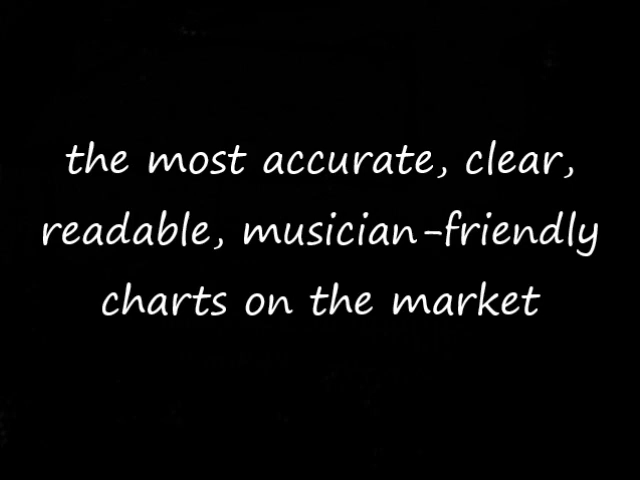 the most accurate, clear,
readable, musician-friendly
charts on the market